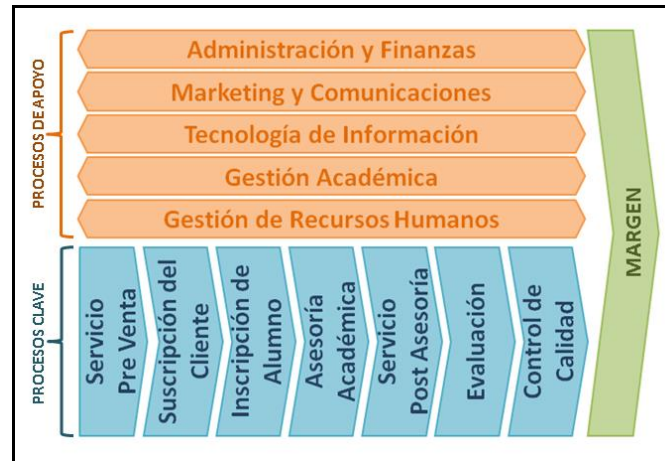 PROCESOS DE APOYO
Administración y Finanzas
Marketing y Comunicaciones
Tecnología de Información
Gestión Académica
Gestión de Recursos Humanos
PROCESOS CLAVE
Servicio
Pre Venta
Suscripción del
Cliente
Inscripción de
Alumno
Asesoría
Académica
Servicio
Post Asesoría
Evaluación
Control de
Calidad
MARGEN